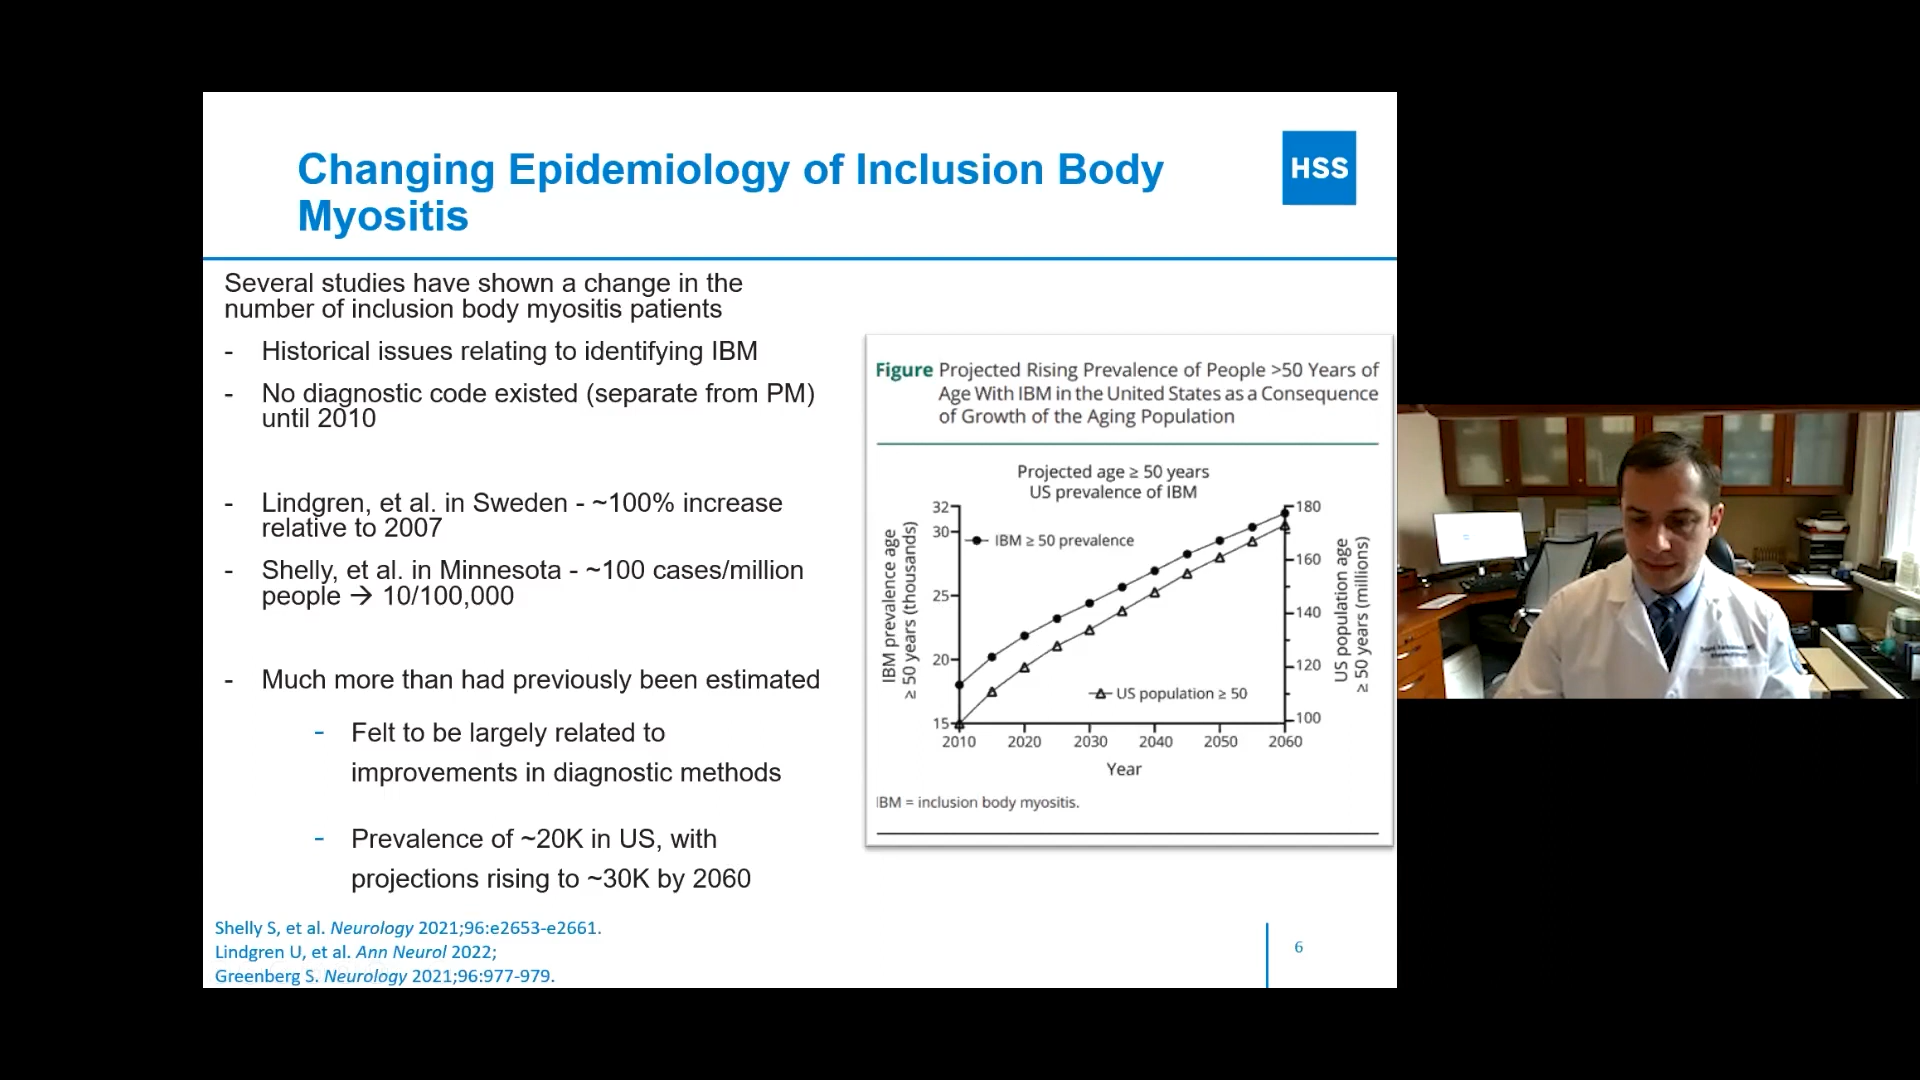 Changing Epidemiology of Inclusion Body
Myositis
HSS
Several studies have shown a change in the
number of inclusion body myositis patients
- Historical issues relating to identifying IBM
- No diagnostic code existed (separate from PM)
until 2010
- Lindgren, et al. in Sweden - ~100% increase
relative to 2007
- Shelly, et al. in Minnesota - ~100 cases/million
people → 10/100,000
- Much more than had previously been estimated
- Felt to be largely related to
improvements in diagnostic methods
- Prevalence of ~20K in US, with
projections rising to ~30K by 2060
Shelly S, et al. Neurology 2021;96:e2653-e2661.
Lindgren U, et al. Ann Neurol 2022;
Greenberg S. Neurology 2021;96:977-979.
Figure Projected Rising Prevalence of People >50 Years of
Age With IBM in the United States as a Consequence
of Growth of the Aging Population
Projected age ≥ 50 years
US prevalence of IBM
IBM prevalence age
≥ 50 years (thousands)
32
30
25
20
15
IBM ≥ 50 prevalence
US population ≥ 50
180
160
140
120
100
US population age
≥ 50 years (millions)
2010 2020 2030 2040 2050 2060
Year
IBM = inclusion body myositis.
6